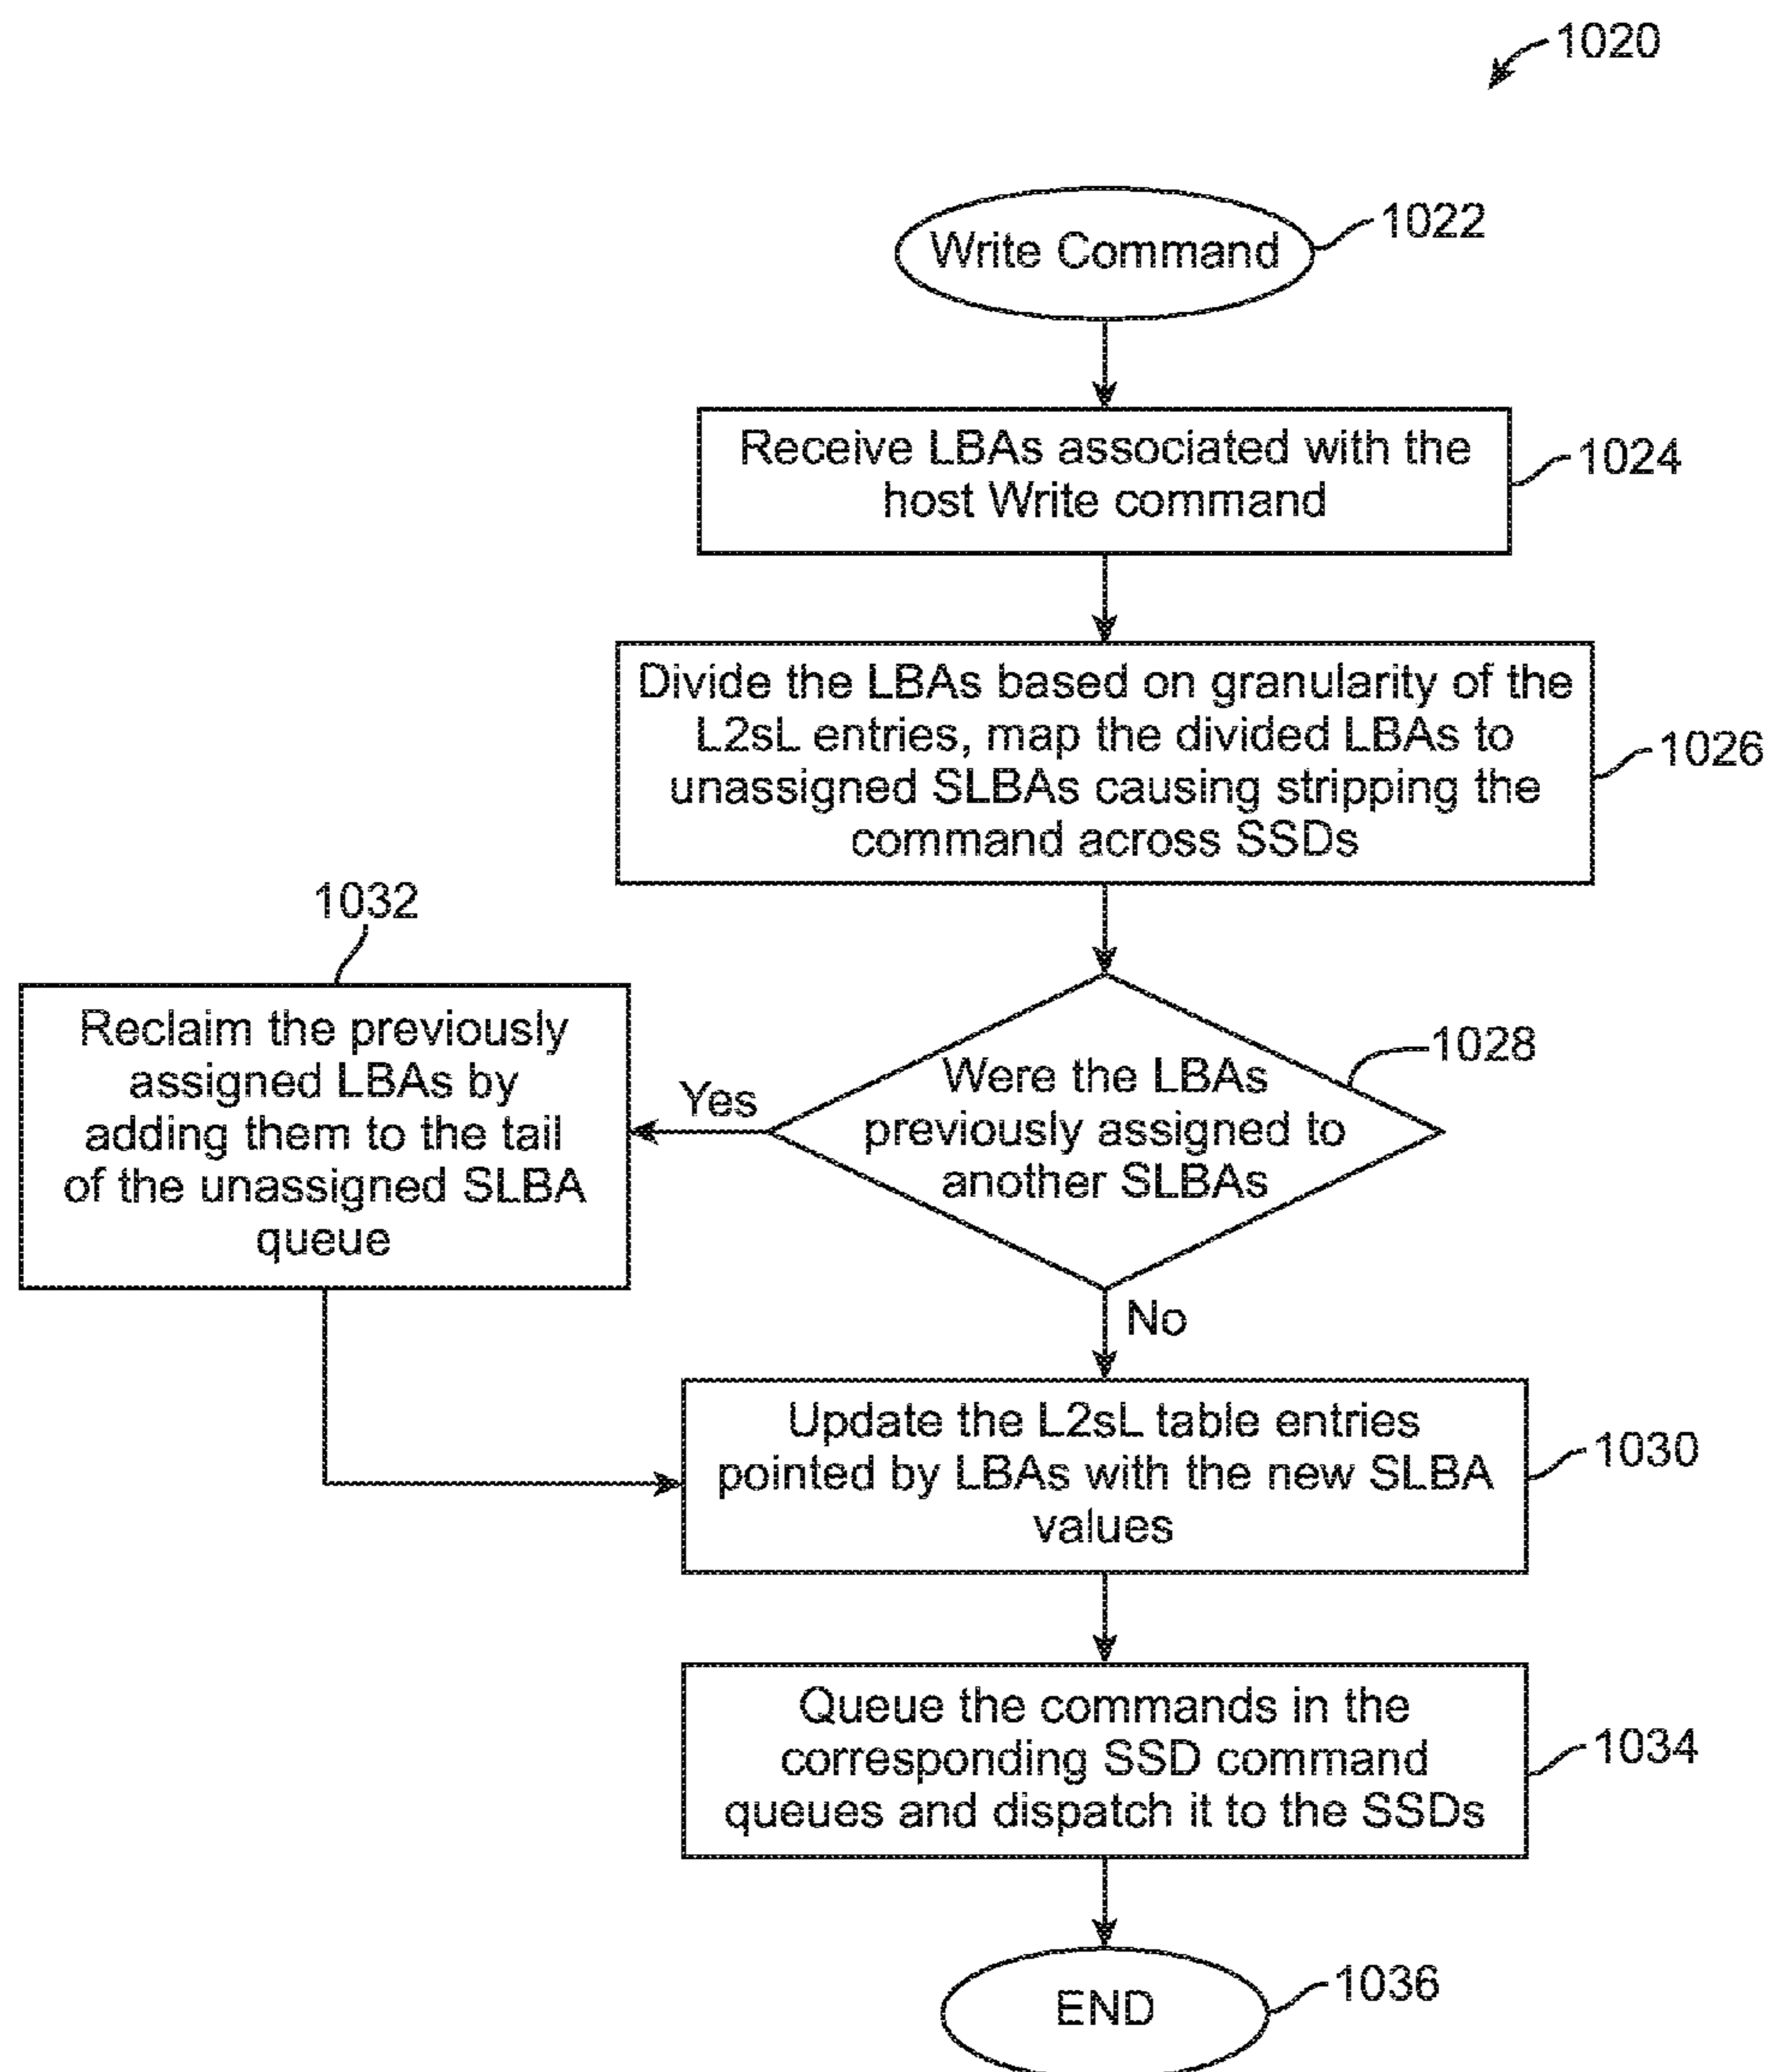 1020
Write Command
1022
Receive LBAs associated with the
host Write command
1024
Divide the LBAs based on granularity of the
L2sL entries, map the divided LBAs to
unassigned SLBAs causing stripping the
command across SSDs
1026
1032
Reclaim the previously
assigned LBAs by
adding them to the tail
of the unassigned SLBA
queue
Yes
Were the LBAs
previously assigned to
another SLBAs
1028
No
Update the L2sL table entries
pointed by LBAs with the new SLBA
values
1030
Queue the commands in the
corresponding SSD command
queues and dispatch it to the SSDs
1034
END
1036